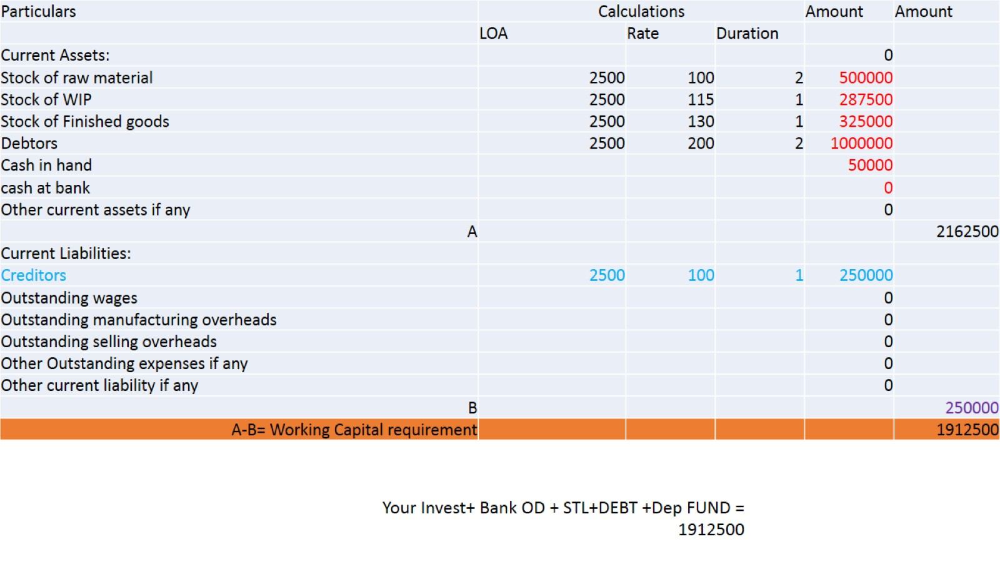 Particulars Calculations Amount Amount
LOA Rate Duration
Current Assets: 0
Stock of raw material 2500 100 2 500000
Stock of WIP 2500 115 1 287500
Stock of Finished goods 2500 130 1 325000
Debtors 2500 200 2 1000000
Cash in hand 50000
cash at bank 0
Other current assets if any 0
A 2162500
Current Liabilities:
Creditors 2500 100 1 250000
Outstanding wages 0
Outstanding manufacturing overheads 0
Outstanding selling overheads 0
Other Outstanding expenses if any 0
Other current liability if any 0
B 250000
A-B= Working Capital requirement 1912500
Your Invest+ Bank OD + STL+DEBT +Dep FUND =
1912500